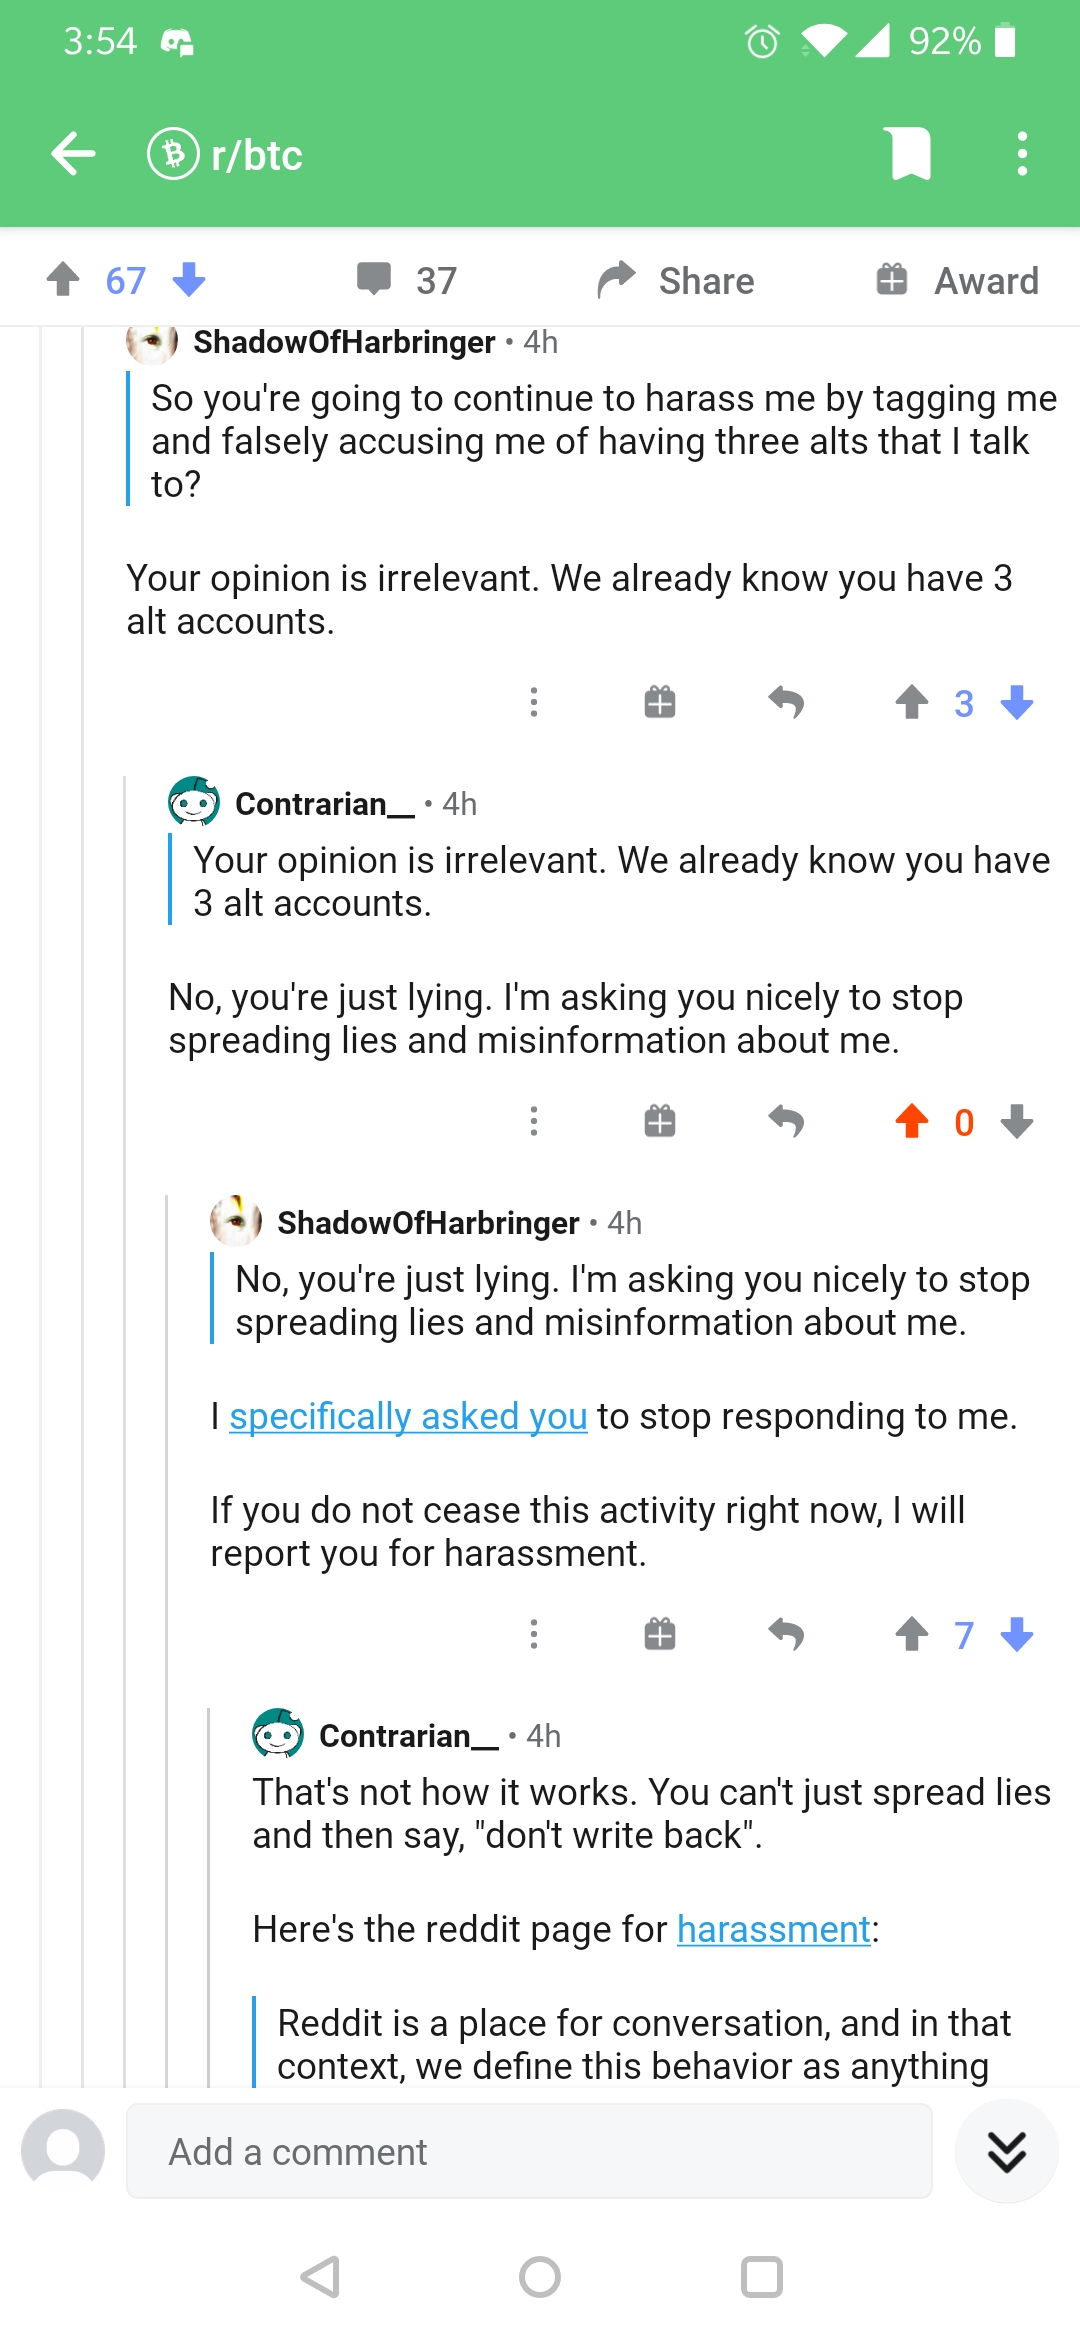 3:54 92%
r/btc
67 37 Share Award
ShadowOfHarbringer • 4h
So you're going to continue to harass me by tagging me
and falsely accusing me of having three alts that I talk
to?
Your opinion is irrelevant. We already know you have 3
alt accounts.
3
Contrarian__ • 4h
Your opinion is irrelevant. We already know you have
3 alt accounts.
No, you're just lying. I'm asking you nicely to stop
spreading lies and misinformation about me.
0
ShadowOfHarbringer • 4h
No, you're just lying. I'm asking you nicely to stop
spreading lies and misinformation about me.
I specifically asked you to stop responding to me.
If you do not cease this activity right now, I will
report you for harassment.
7
Contrarian__ • 4h
That's not how it works. You can't just spread lies
and then say, "don't write back".
Here's the reddit page for harassment:
Reddit is a place for conversation, and in that
context, we define this behavior as anything
Add a comment